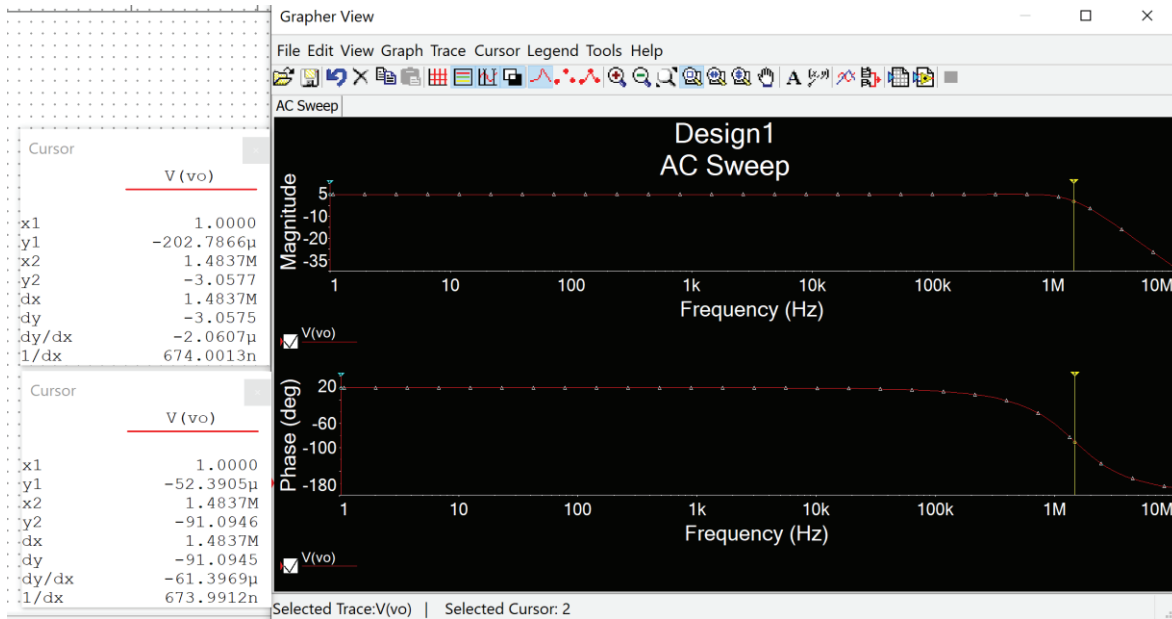 Grapher View
File Edit View Graph Trace Cursor Legend Tools Help
AC Sweep
Cursor
V(vo)
x1 1.0000
y1 -202.7866μ
x2 1.4837M
y2 -3.0577
dx 1.4837M
dy -3.0575
dy/dx -2.0607μ
1/dx 674.0013n
Cursor
V(vo)
x1 1.0000
y1 -52.3905μ
x2 1.4837M
y2 -91.0946
dx 1.4837M
dy -91.0945
dy/dx -61.3969μ
1/dx 673.9912n
Design1
AC Sweep
Magnitude
5
-10
-20
-35
1 10 100 1k 10k 100k 1M 10M
Frequency (Hz)
V(vo)
Phase (deg)
20
-60
-100
-180
1 10 100 1k 10k 100k 1M 10M
Frequency (Hz)
V(vo)
Selected Trace:V(vo) | Selected Cursor: 2